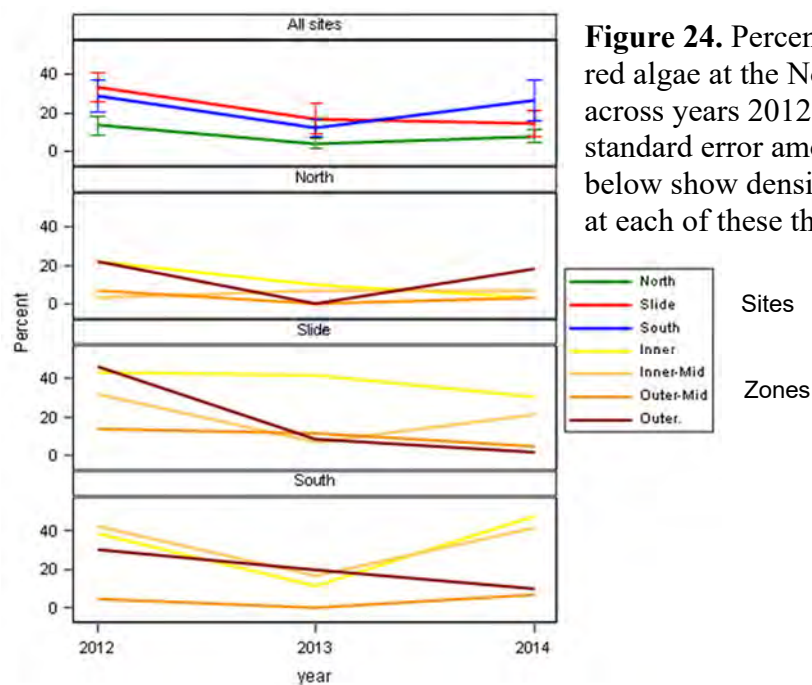 All sites
40
20
0
North
40
20
0
Slide
40
20
0
South
40
20
0
Percent
2012
2013
2014
year
Figure 24. Percen
red algae at the No
across years 2012
standard error amo
below show densi
at each of these th
North
Slide
South
Inner
Inner-Mid
Outer-Mid
Outer.
Sites
Zones